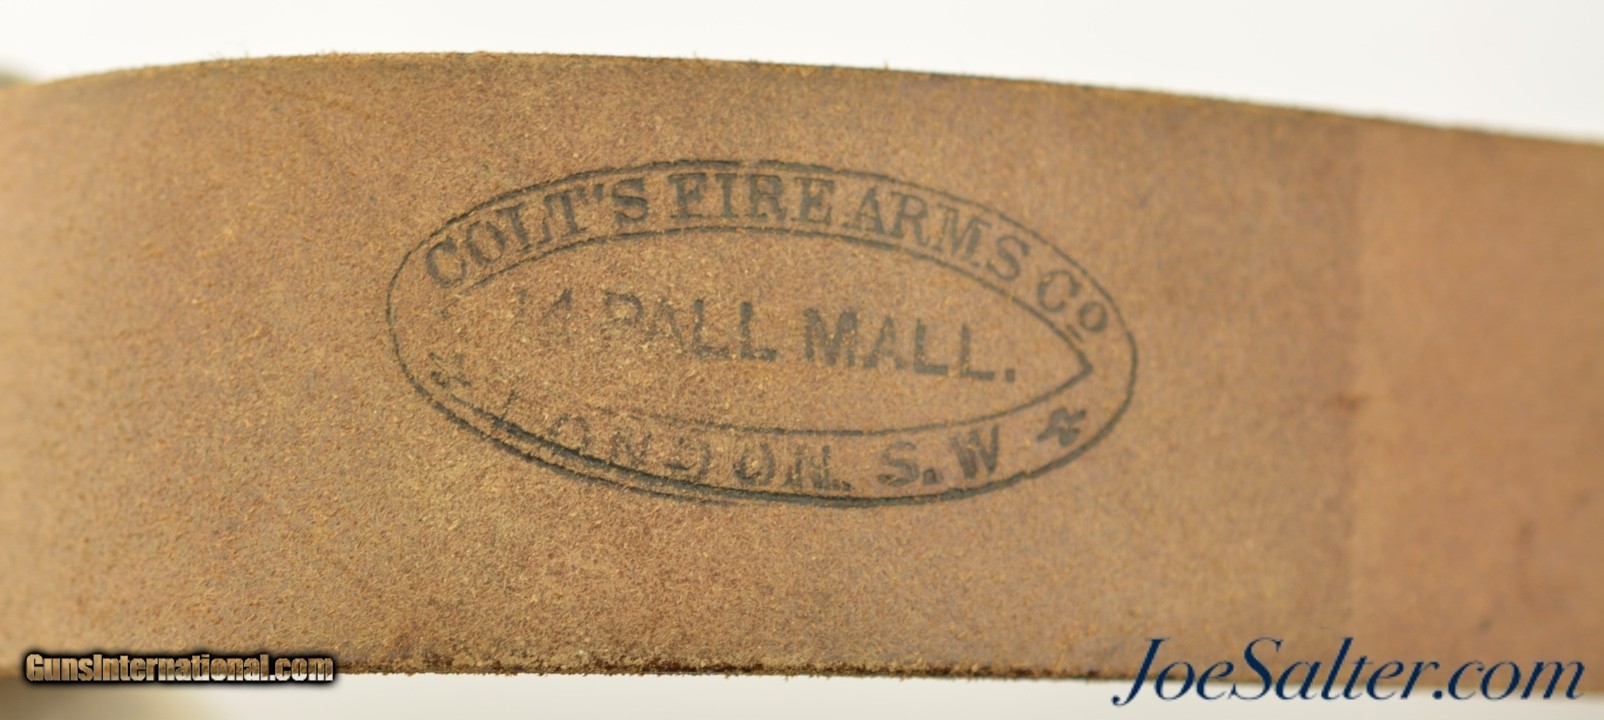 COLT'S FIRE ARMS Co
14 PALL MALL.
LONDON. S.W
GunsInternational.com
JoeSalter.com